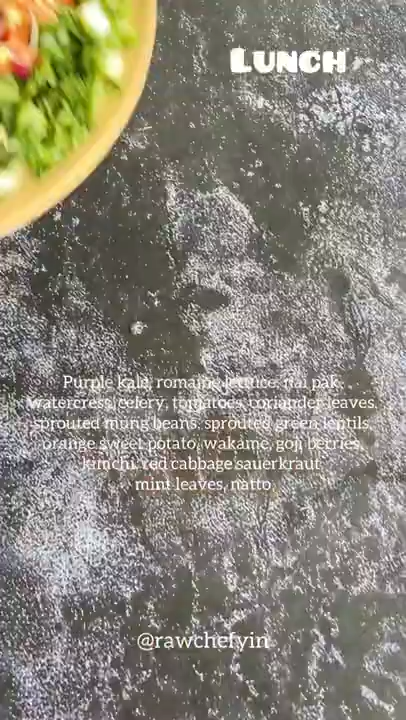 LUNCH
Purple kale, romaine lettuce, nai pak,
watercress, celery, tomatoes, coriander leaves,
sprouted mung beans, sprouted green lentils,
orange sweet potato, wakame, goji berries,
kimchi, red cabbage sauerkraut
mint leaves, natto
@rawchefyin